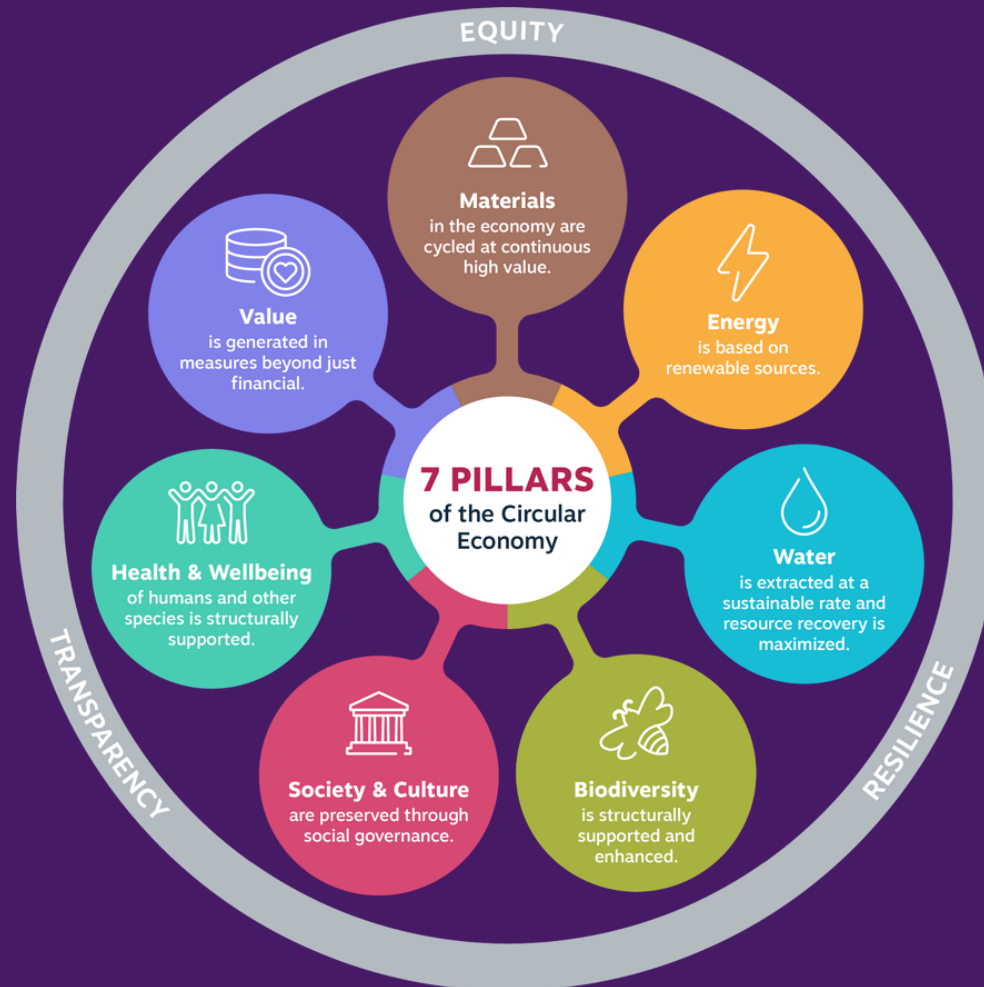 EQUITY
Materials
in the economy are
cycled at continuous
high value.
Energy
is based on
renewable sources.
Water
is extracted at a
sustainable rate and
resource recovery is
maximized.
Biodiversity
is structurally
supported and
enhanced.
Society & Culture
are preserved through
social governance.
Health & Wellbeing
of humans and other
species is structurally
supported.
Value
is generated in
measures beyond just
financial.
7 PILLARS
of the Circular
Economy
RESILIENCE
TRANSPARENCY